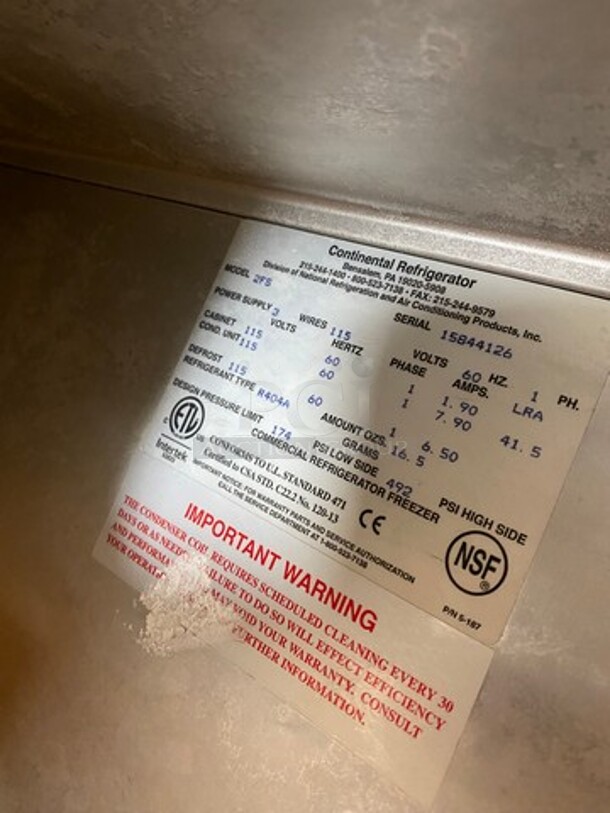 Continental Refrigerator
Bensalem, PA 19020-5908
215-244-1400 • 800-523-7138 • FAX: 215-244-9579
Division of National Refrigeration and Air Conditioning Products, Inc.
MODEL 2FS SERIAL 15844126
POWER SUPPLY 3 WIRES 115 VOLTS 60 HZ. 1 PH.
VOLTS HERTZ PHASE AMPS. LRA
CABINET 115 60 1 1.90
COND. UNIT 115 60 1 7.90 41.5
DEFROST 115 60 1 6.50
REFRIGERANT TYPE R404A AMOUNT OZS. 16.5
GRAMS
DESIGN PRESSURE LIMIT 174 PSI LOW SIDE 492 PSI HIGH SIDE
COMMERCIAL REFRIGERATOR FREEZER
ETL
C US
Intertek
CONFORMS TO U.L. STANDARD 471
Certified to CSA STD. C22.2 No. 120-13
CE
NSF
IMPORTANT NOTICE: FOR WARRANTY PARTS AND SERVICE AUTHORIZATION
CALL THE SERVICE DEPARTMENT AT 1-800-523-7138
P/N 5-187
IMPORTANT WARNING
THE CONDENSER COIL REQUIRES SCHEDULED CLEANING EVERY 30
DAYS OR AS NEEDED FAILURE TO DO SO WILL EFFECT EFFICIENCY
AND PERFORMA MAY VOID YOUR WARRANTY. CONSULT
YOUR OPERAT FURTHER INFORMATION.
PCI